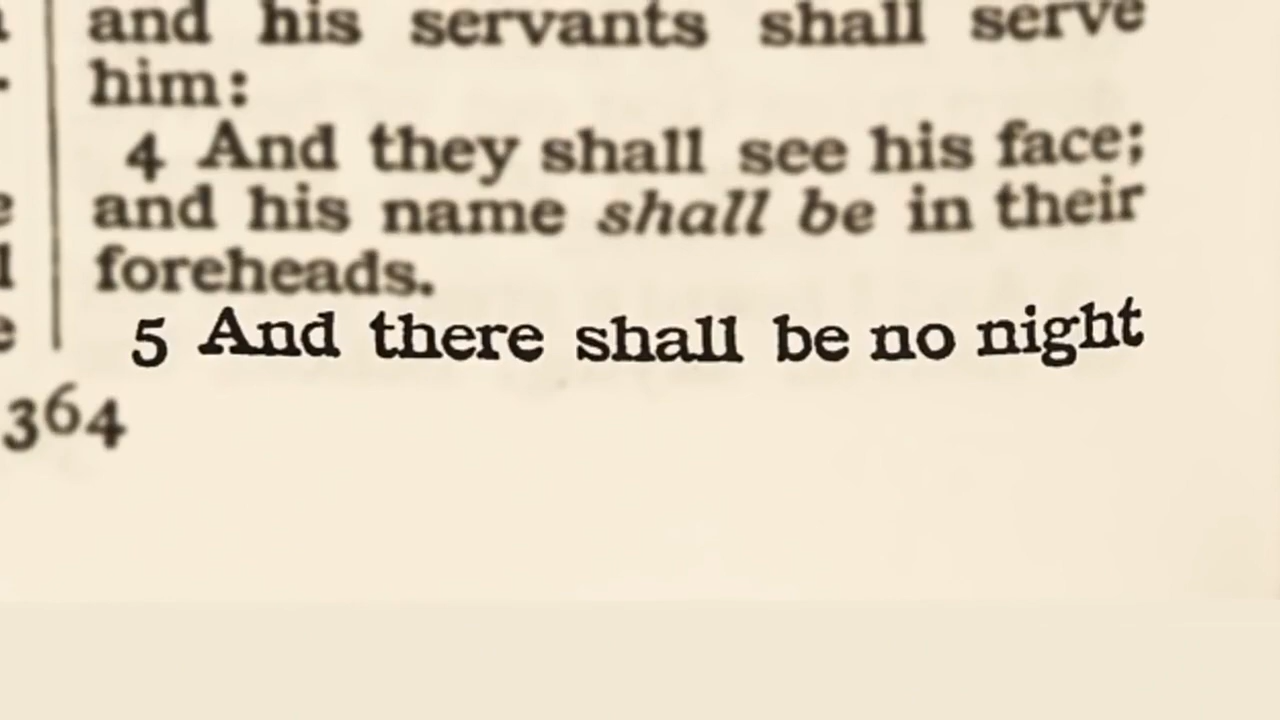 and his servants shall serve
him:
4 And they shall see his face;
and his name shall be in their
foreheads.
5 And there shall be no night
364